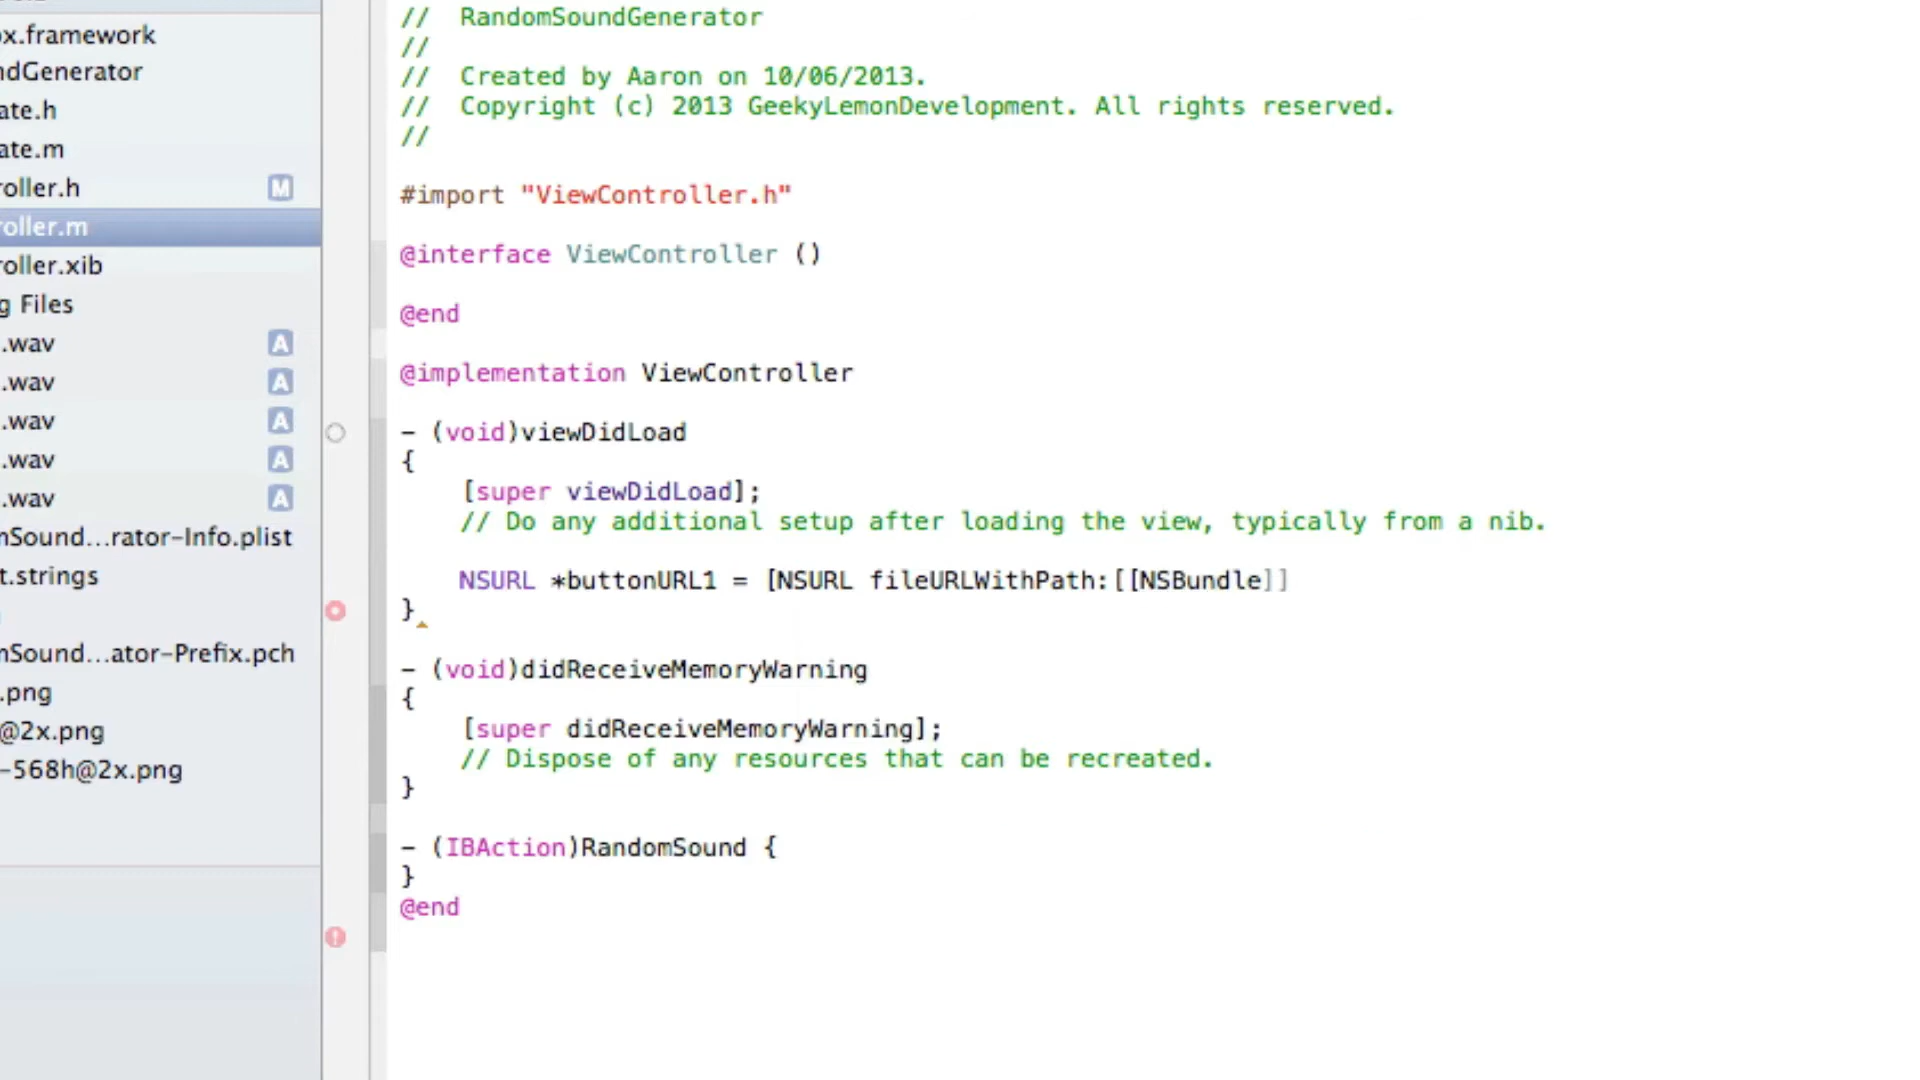 ox.framework
ndGenerator
ate.h
ate.m
roller.h M
roller.m
roller.xib
g Files
.wav A
.wav A
.wav A
.wav A
.wav A
mSound...rator-Info.plist
t.strings
mSound...ator-Prefix.pch
.png
@2x.png
-568h@2x.png
//  RandomSoundGenerator
//
//  Created by Aaron on 10/06/2013.
//  Copyright (c) 2013 GeekyLemonDevelopment. All rights reserved.
//
#import "ViewController.h"
@interface ViewController ()
@end
@implementation ViewController
- (void)viewDidLoad
{
[super viewDidLoad];
// Do any additional setup after loading the view, typically from a nib.
NSURL *buttonURL1 = [NSURL fileURLWithPath:[[NSBundle]]
}
- (void)didReceiveMemoryWarning
{
[super didReceiveMemoryWarning];
// Dispose of any resources that can be recreated.
}
- (IBAction)RandomSound {
}
@end